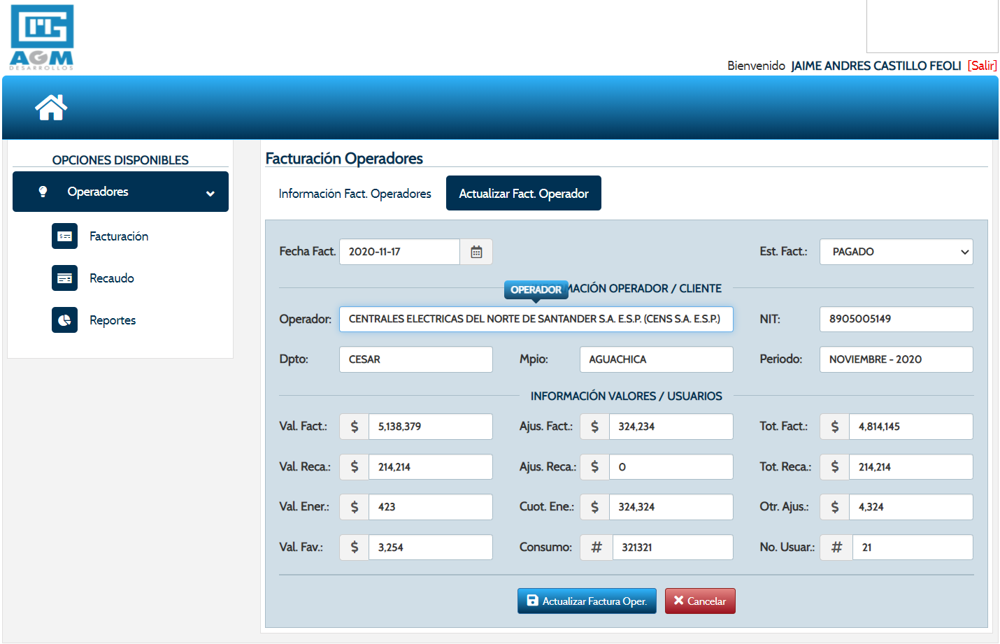 AGM
DESARROLLOS
Bienvenido JAIME ANDRES CASTILLO FEOLI [Salir]
OPCIONES DISPONIBLES
Operadores
Facturación
Recaudo
Reportes
Facturación Operadores
Información Fact. Operadores Actualizar Fact. Operador
Fecha Fact. 2020-11-17 Est. Fact.: PAGADO
OPERADOR MACIÓN OPERADOR / CLIENTE
Operador: CENTRALES ELECTRICAS DEL NORTE DE SANTANDER S.A. E.S.P. (CENS S.A. E.S.P.) NIT: 8905005149
Dpto: CESAR Mpio: AGUACHICA Periodo: NOVIEMBRE - 2020
INFORMACIÓN VALORES / USUARIOS
Val. Fact.: $ 5,138,379 Ajus. Fact.: $ 324,234 Tot. Fact.: $ 4,814,145
Val. Reca.: $ 214,214 Ajus. Reca.: $ 0 Tot. Reca.: $ 214,214
Val. Ener.: $ 423 Cuot. Ene.: $ 324,324 Otr. Ajus.: $ 4,324
Val. Fav.: $ 3,254 Consumo: # 321321 No. Usuar.: # 21
Actualizar Factura Oper. Cancelar